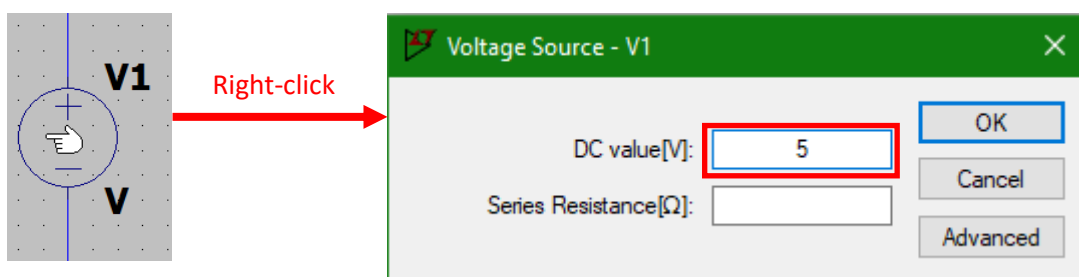 V1
+
−
V
Right-click
Voltage Source - V1
DC value[V]: 5
Series Resistance[Ω]:
OK
Cancel
Advanced